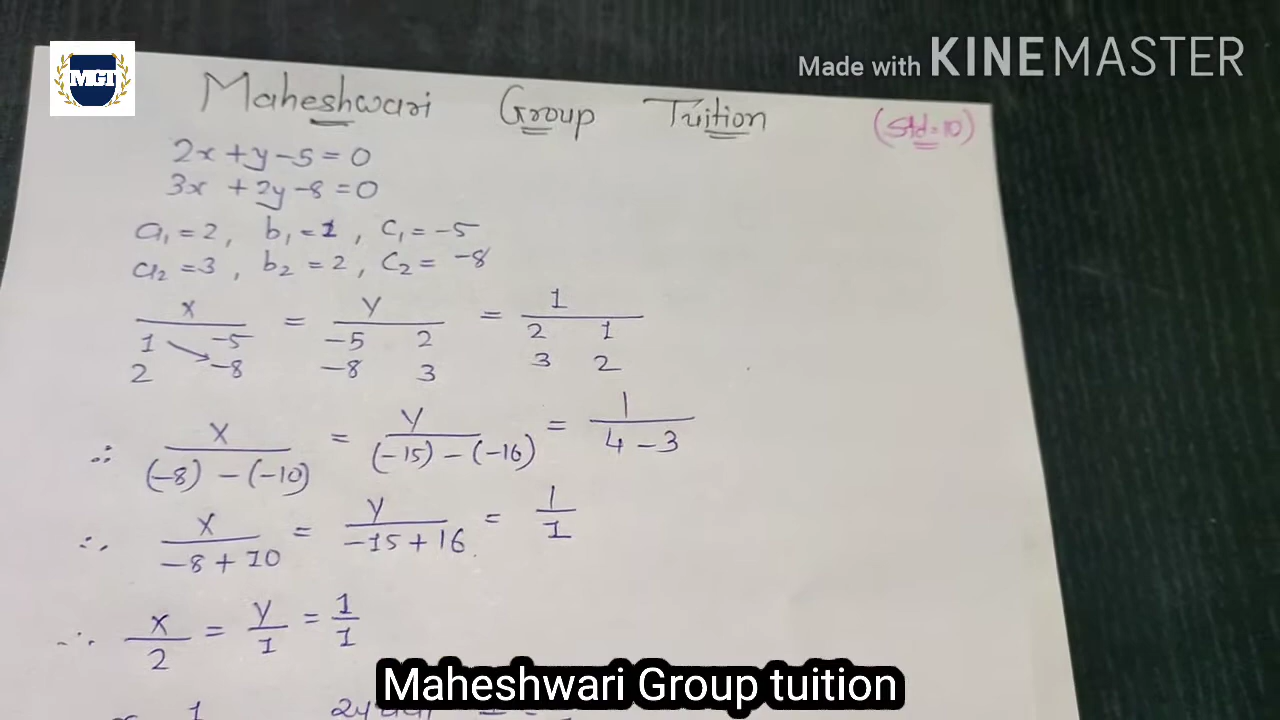 MGT
Made with KINEMASTER
Maheshwari Group Tuition
(Std=10)
2x + y - 5 = 0
3x + 2y - 8 = 0
a₁ = 2, b₁ = 1, c₁ = -5
a₂ = 3, b₂ = 2, c₂ = -8
x = y = 1
1 -5 -5 2 2 1
2 -8 -8 3 3 2
∴ x = y = 1
(-8) - (-10) (-15) - (-16) 4 - 3
∴ x = y = 1
-8 + 10 -15 + 16 1
∴ x = y = 1
2 1 1
Maheshwari Group tuition